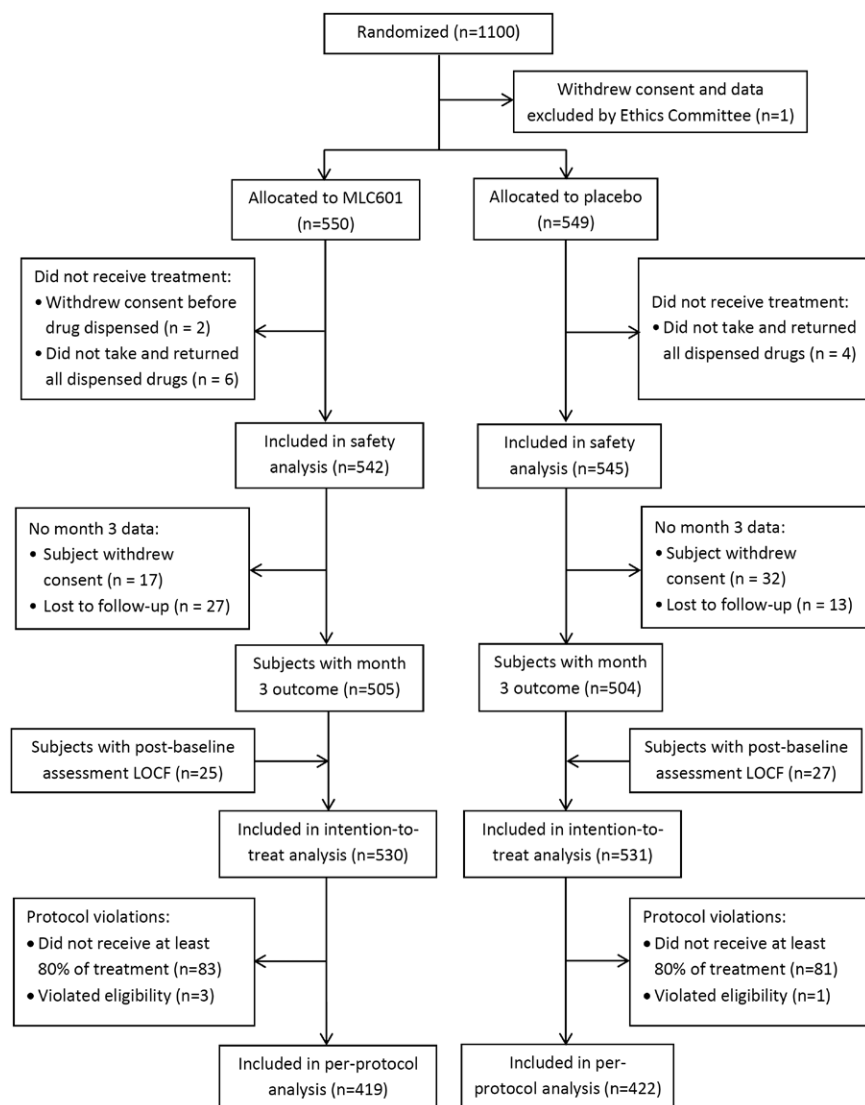 Randomized (n=1100)
Withdrew consent and data
excluded by Ethics Committee (n=1)
Allocated to MLC601
(n=550)
Allocated to placebo
(n=549)
Did not receive treatment:
• Withdrew consent before
drug dispensed (n = 2)
• Did not take and returned
all dispensed drugs (n = 6)
Did not receive treatment:
• Did not take and returned
all dispensed drugs (n = 4)
Included in safety
analysis (n=542)
Included in safety
analysis (n=545)
No month 3 data:
• Subject withdrew
consent (n = 17)
• Lost to follow-up (n = 27)
No month 3 data:
• Subject withdrew
consent (n = 32)
• Lost to follow-up (n = 13)
Subjects with month
3 outcome (n=505)
Subjects with month
3 outcome (n=504)
Subjects with post-baseline
assessment LOCF (n=25)
Subjects with post-baseline
assessment LOCF (n=27)
Included in intention-to-
treat analysis (n=530)
Included in intention-to-
treat analysis (n=531)
Protocol violations:
• Did not receive at least
80% of treatment (n=83)
• Violated eligibility (n=3)
Protocol violations:
• Did not receive at least
80% of treatment (n=81)
• Violated eligibility (n=1)
Included in per-protocol
analysis (n=419)
Included in per-
protocol analysis (n=422)